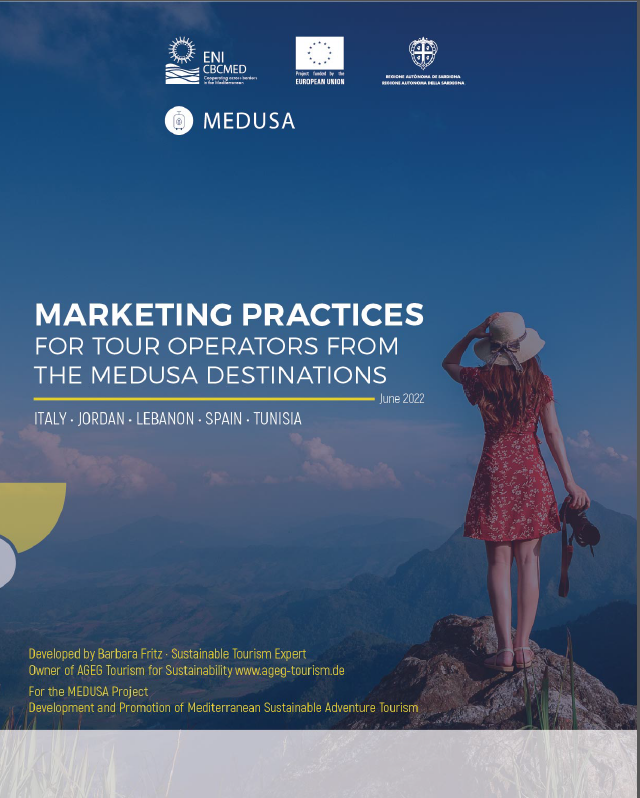 ENI
CBCMED
Cooperating across borders
in the Mediterranean
Project funded by the
EUROPEAN UNION
REGIONE AUTÒNOMA DE SARDIGNA
REGIONE AUTONOMA DELLA SARDEGNA
MEDUSA
MARKETING PRACTICES
FOR TOUR OPERATORS FROM
THE MEDUSA DESTINATIONS
June 2022
ITALY · JORDAN · LEBANON · SPAIN · TUNISIA
Developed by Barbara Fritz · Sustainable Tourism Expert
Owner of AGEG Tourism for Sustainability www.ageg-tourism.de
For the MEDUSA Project
Development and Promotion of Mediterranean Sustainable Adventure Tourism